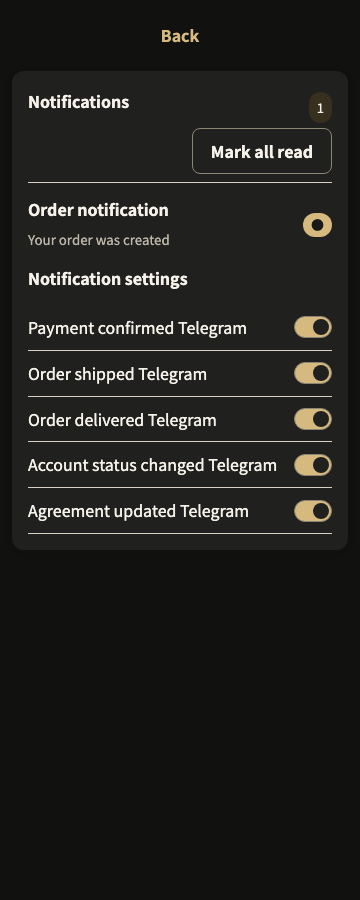 Back
Notifications
1
Mark all read
Order notification
Your order was created
Notification settings
Payment confirmed Telegram
Order shipped Telegram
Order delivered Telegram
Account status changed Telegram
Agreement updated Telegram